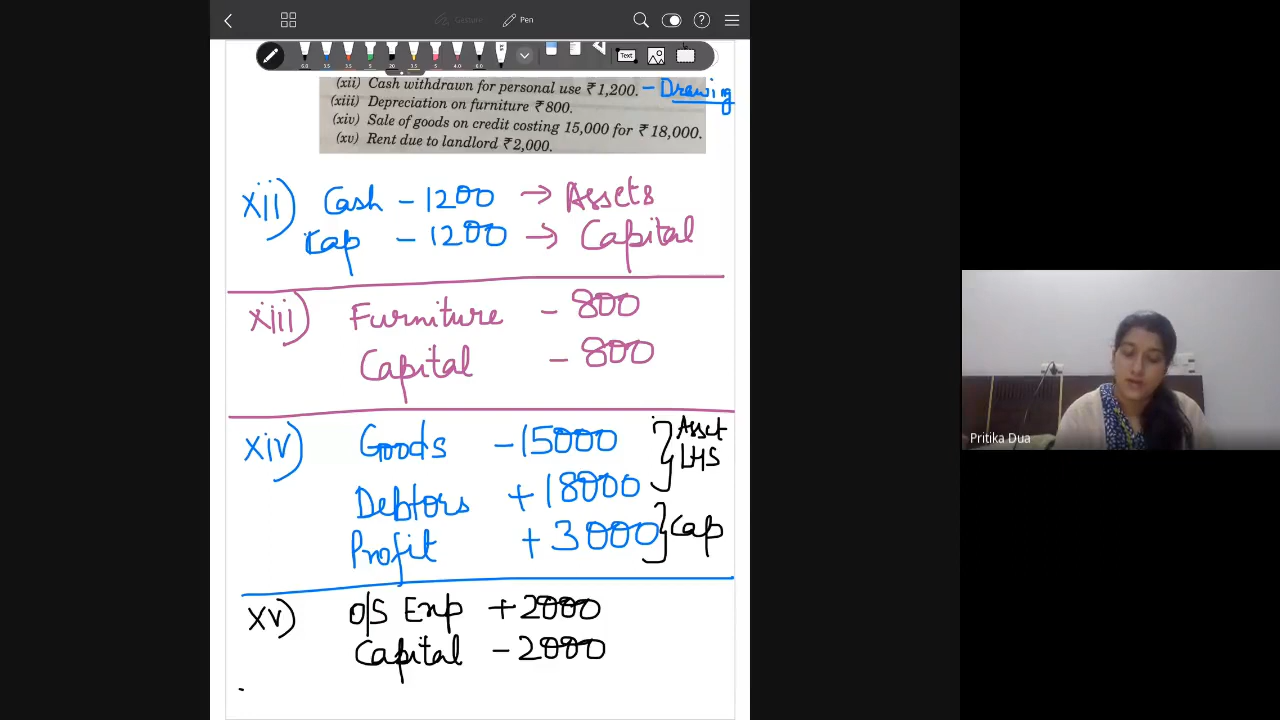 Gesture Pen
Text
(xii) Cash withdrawn for personal use ₹ 1,200. - Drawing
(xiii) Depreciation on furniture ₹ 800.
(xiv) Sale of goods on credit costing 15,000 for ₹ 18,000.
(xv) Rent due to landlord ₹ 2,000.
xii) Cash - 1200 → Assets
Cap - 1200 → Capital
xiii) Furniture - 800
Capital - 800
xiv) Goods - 15000 } Asset
LHS
Debtors + 18000
Profit + 3000 } Cap
xv) O/S Exp + 2000
Capital - 2000
Pritika Dua